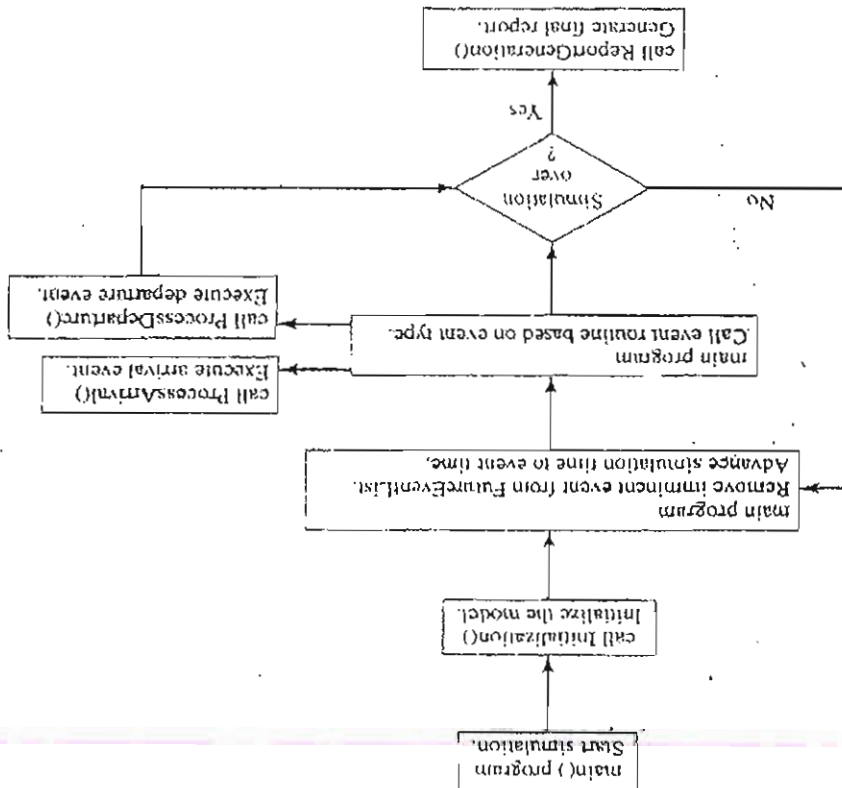 main( ) program
Start simulation.
call Initialization()
Initialize the model.
main program
Remove imminent event from FutureEventList.
Advance simulation time to event time,
main program
Call event routine based on event type.
call ProcessArrival()
Execute arrival event.
call ProcessDeparture()
Execute departure event.
Simulation
over
?
No
Yes
call ReportGeneration()
Generate final report.